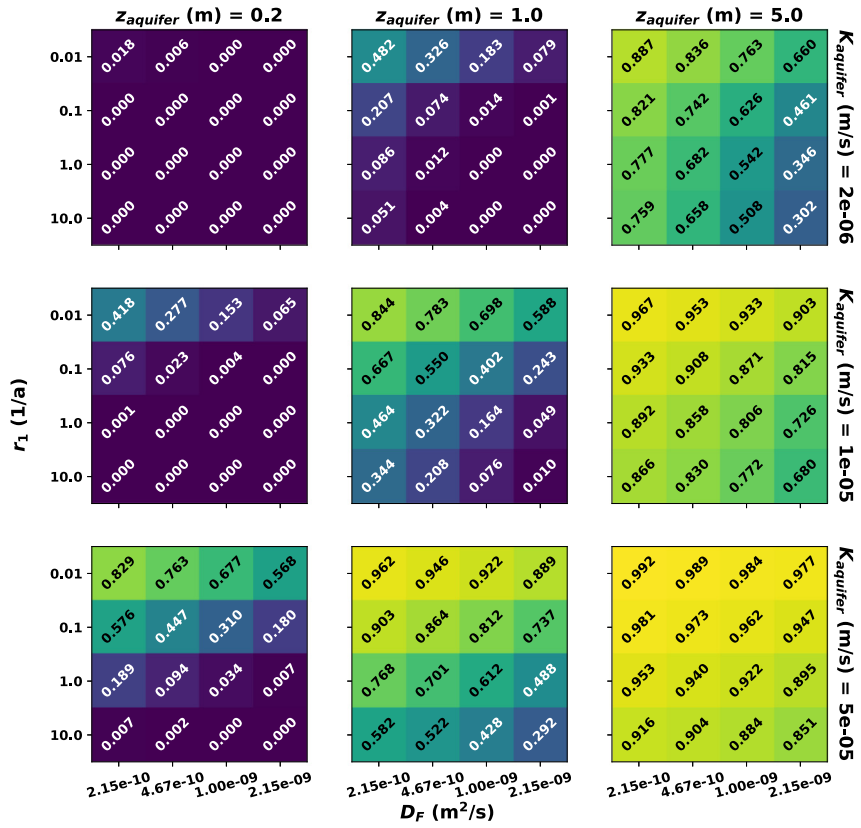 z_aquifer (m) = 0.2 z_aquifer (m) = 1.0 z_aquifer (m) = 5.0
0.01 0.018 0.006 0.000 0.000 0.482 0.326 0.183 0.079 0.887 0.836 0.763 0.660
0.1 0.000 0.000 0.000 0.000 0.207 0.074 0.014 0.001 0.821 0.742 0.626 0.461
1.0 0.000 0.000 0.000 0.000 0.086 0.012 0.000 0.000 0.777 0.682 0.542 0.346
10.0 0.000 0.000 0.000 0.000 0.051 0.004 0.000 0.000 0.759 0.658 0.508 0.302
K_aquifer (m/s) = 2e-06
0.01 0.418 0.277 0.153 0.065 0.844 0.783 0.698 0.588 0.967 0.953 0.933 0.903
0.1 0.076 0.023 0.004 0.000 0.667 0.550 0.402 0.243 0.933 0.908 0.871 0.815
1.0 0.001 0.000 0.000 0.000 0.464 0.322 0.164 0.049 0.892 0.858 0.806 0.726
10.0 0.000 0.000 0.000 0.000 0.344 0.208 0.076 0.010 0.866 0.830 0.772 0.680
K_aquifer (m/s) = 1e-05
r_1 (1/a)
0.01 0.829 0.763 0.677 0.568 0.962 0.946 0.922 0.889 0.992 0.989 0.984 0.977
0.1 0.576 0.447 0.310 0.180 0.903 0.864 0.812 0.737 0.981 0.973 0.962 0.947
1.0 0.189 0.094 0.034 0.007 0.768 0.701 0.612 0.488 0.953 0.940 0.922 0.895
10.0 0.007 0.002 0.000 0.000 0.582 0.522 0.428 0.292 0.916 0.904 0.884 0.851
K_aquifer (m/s) = 5e-05
2.15e-10 4.67e-10 1.00e-09 2.15e-09 2.15e-10 4.67e-10 1.00e-09 2.15e-09 2.15e-10 4.67e-10 1.00e-09 2.15e-09
D_F (m²/s)